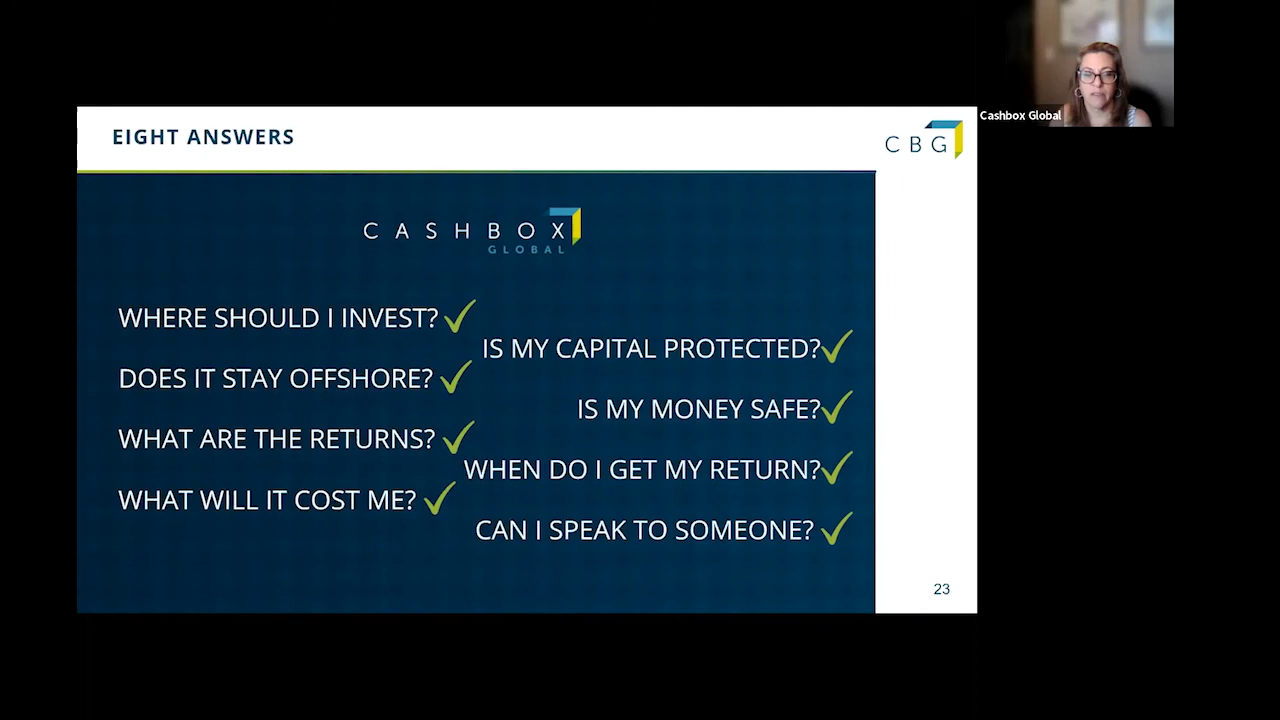 EIGHT ANSWERS
CBG
Cashbox Global
CASHBOX
GLOBAL
WHERE SHOULD I INVEST?
IS MY CAPITAL PROTECTED?
DOES IT STAY OFFSHORE?
IS MY MONEY SAFE?
WHAT ARE THE RETURNS?
WHEN DO I GET MY RETURN?
WHAT WILL IT COST ME?
CAN I SPEAK TO SOMEONE?
23